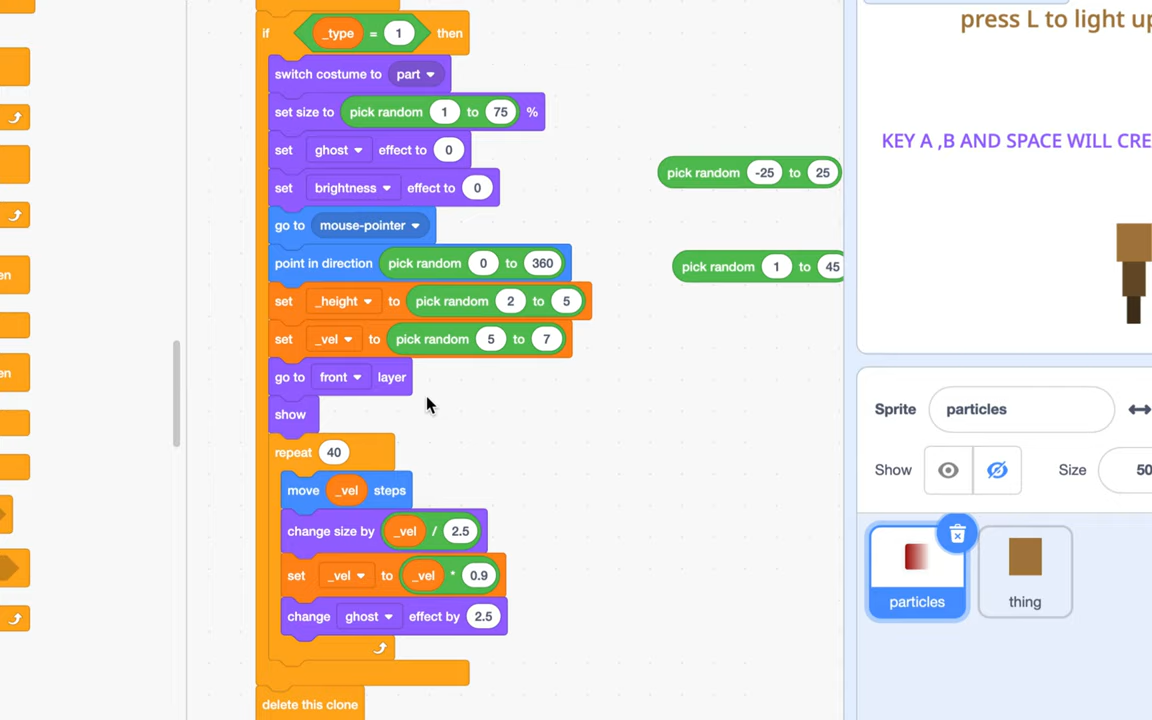 if _type = 1 then
switch costume to part
set size to pick random 1 to 75 %
set ghost effect to 0
set brightness effect to 0
go to mouse-pointer
point in direction pick random 0 to 360
set _height to pick random 2 to 5
set _vel to pick random 5 to 7
go to front layer
show
repeat 40
move _vel steps
change size by _vel / 2.5
set _vel to _vel * 0.9
change ghost effect by 2.5
delete this clone
en
en
pick random -25 to 25
pick random 1 to 45
press L to light up
KEY A ,B AND SPACE WILL CRE
Sprite particles
Show Size 50
particles
thing